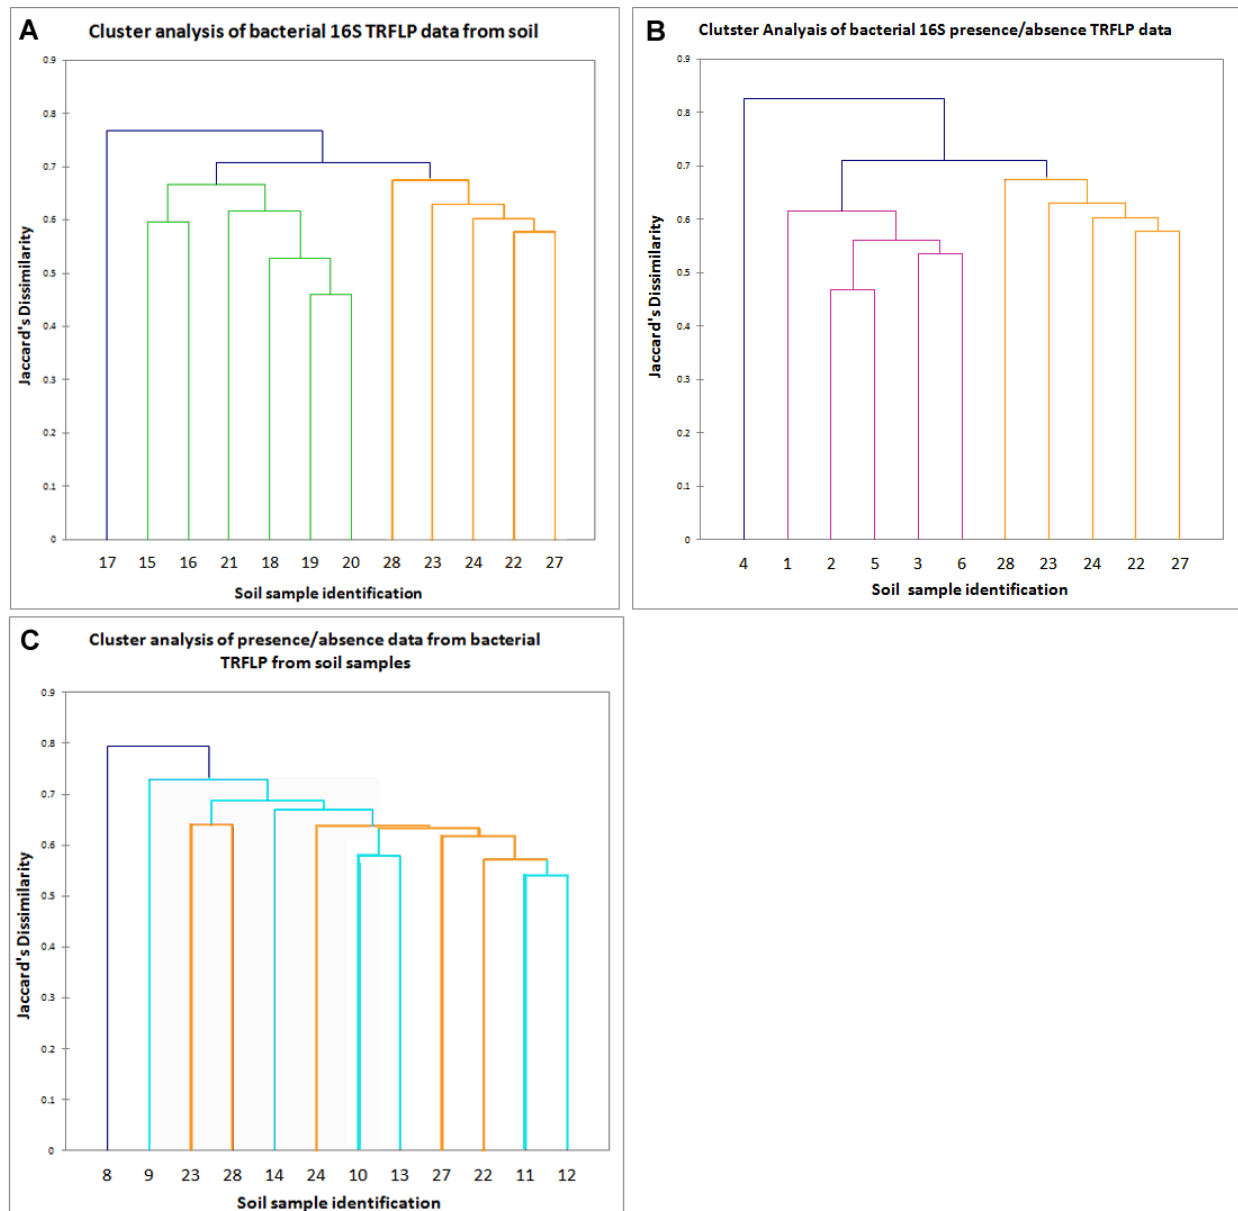 A
Cluster analysis of bacterial 16S TRFLP data from soil
0.9
0.8
0.7
0.6
0.5
0.4
0.3
0.2
0.1
0
Jaccard's Dissimilarity
17 15 16 21 18 19 20 28 23 24 22 27
Soil sample identification
B
Clutster Analyais of bacterial 16S presence/absence TRFLP data
0.9
0.8
0.7
0.6
0.5
0.4
0.3
0.2
0.1
0
Jaccard's Dissimilarity
4 1 2 5 3 6 28 23 24 22 27
Soil sample identification
C
Cluster analysis of presence/absence data from bacterial
TRFLP from soil samples
0.9
0.8
0.7
0.6
0.5
0.4
0.3
0.2
0.1
0
Jaccard's Dissimilarity
8 9 23 28 14 24 10 13 27 22 11 12
Soil sample identification